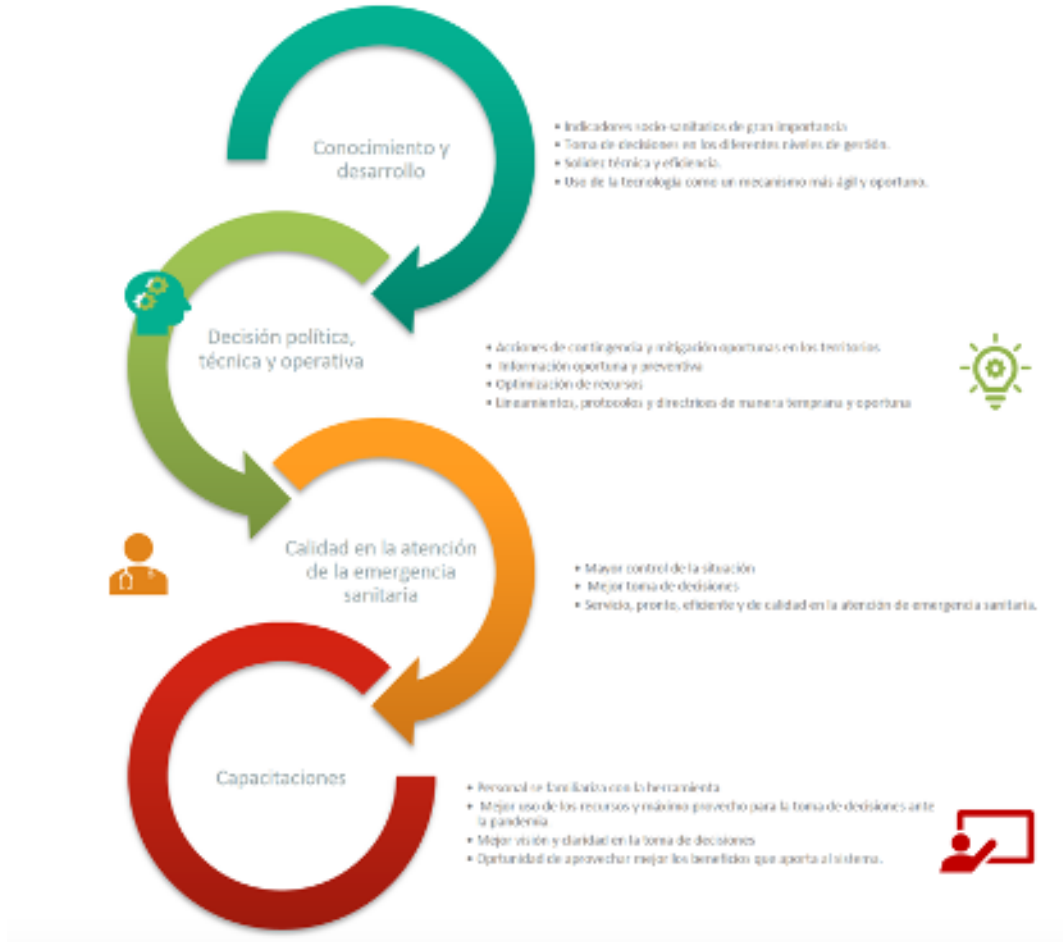 Conocimiento y
desarrollo
• Indicadores socio-sanitarios de gran importancia
• Toma de decisiones en los diferentes niveles de gestión.
• Solidez técnica y eficiencia.
• Uso de la tecnología como un mecanismo más ágil y oportuno.
Decisión política,
técnica y operativa
• Acciones de contingencia y mitigación oportunas en los territorios
• Información oportuna y preventiva
• Optimización de recursos
• Lineamientos, protocolos y directrices de manera temprana y oportuna
Calidad en la atención
de la emergencia
sanitaria
• Mayor control de la situación
• Mejor toma de decisiones
• Servicio, pronto, eficiente y de calidad en la atención de emergencia sanitaria.
Capacitaciones
• Personal se familiariza con la herramienta
• Mejor uso de los recursos y máximo provecho para la toma de decisiones ante
la pandemia
• Mejor visión y claridad en la toma de decisiones
• Oprtunidad de aprovechar mejor los beneficios que aporta al sistema.